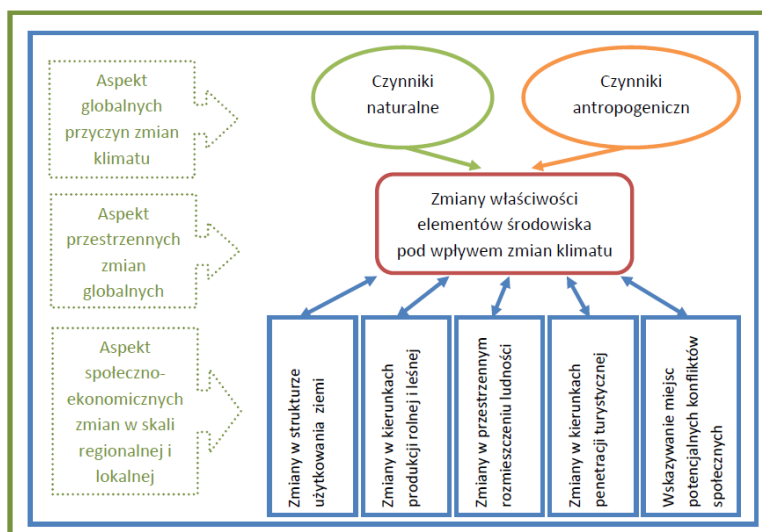 Aspekt
globalnych
przyczyn zmian
klimatu
Czynniki
naturalne
Czynniki
antropogeniczn
Aspekt
przestrzennych
zmian
globalnych
Zmiany właściwości
elementów środowiska
pod wpływem zmian klimatu
Aspekt
społeczno-
ekonomicznych
zmian w skali
regionalnej i
lokalnej
Zmiany w strukturze
użytkowania ziemi
Zmiany w kierunkach
produkcji rolnej i leśnej
Zmiany w przestrzennym
rozmieszczeniu ludności
Zmiany w kierunkach
penetracji turystycznej
Wskazywanie miejsc
potencjalnych konfliktów
społecznych